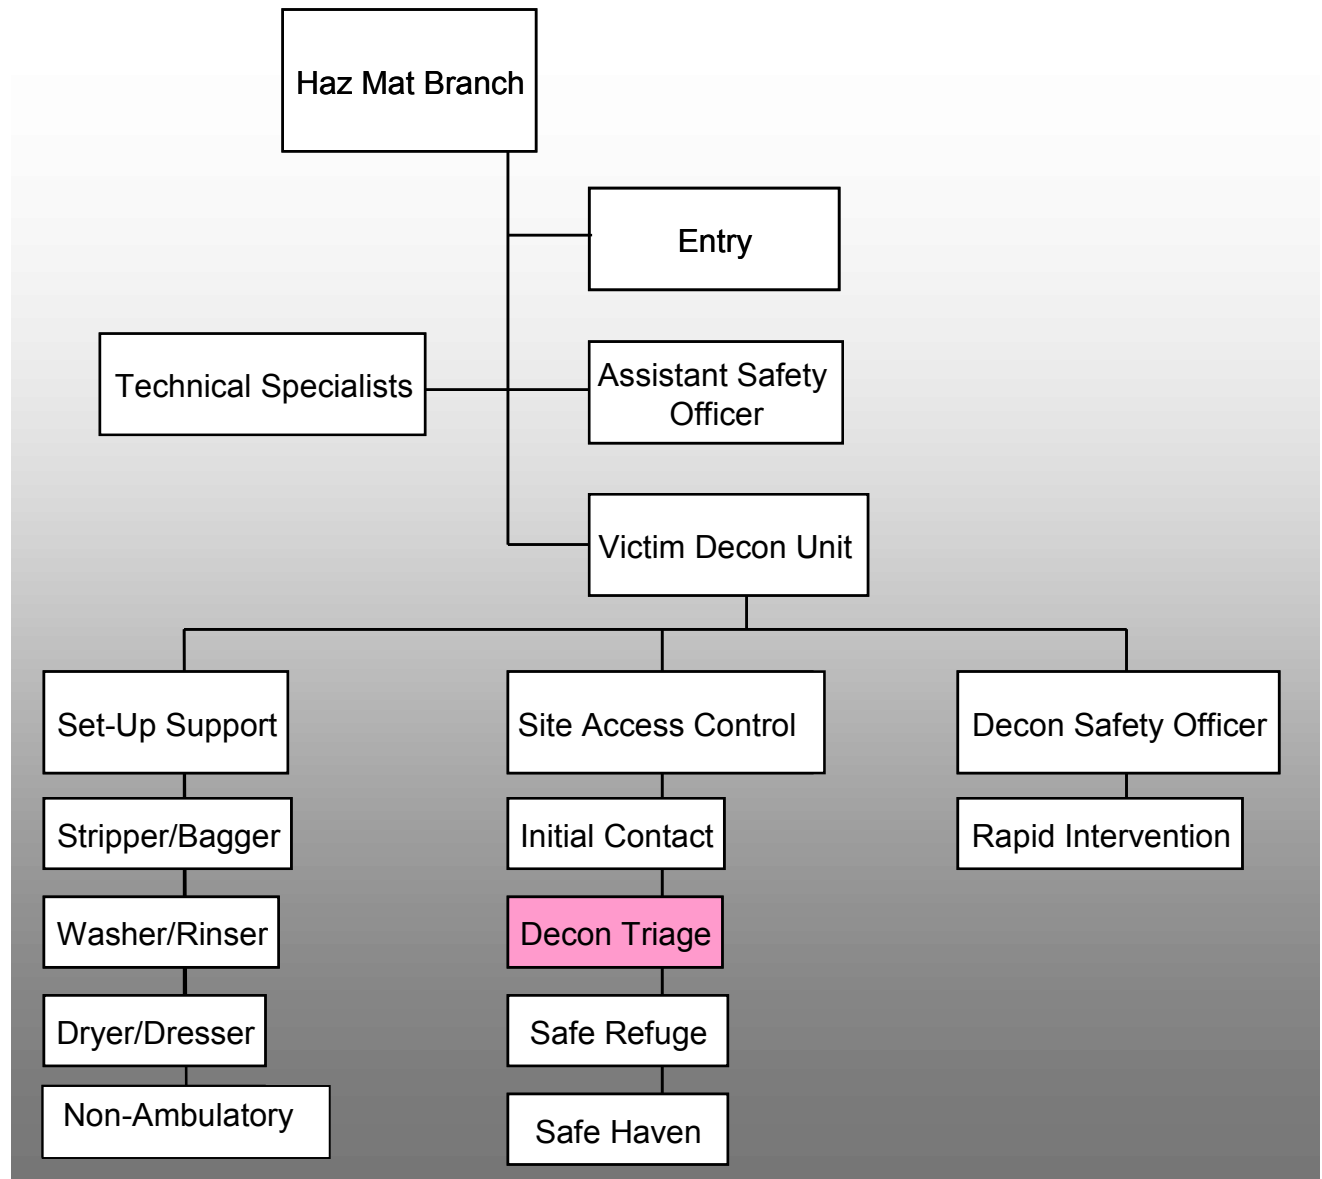 Haz Mat Branch
Entry
Technical Specialists
Assistant Safety
Officer
Victim Decon Unit
Set-Up Support
Site Access Control
Decon Safety Officer
Stripper/Bagger
Initial Contact
Rapid Intervention
Washer/Rinser
Decon Triage
Dryer/Dresser
Safe Refuge
Non-Ambulatory
Safe Haven